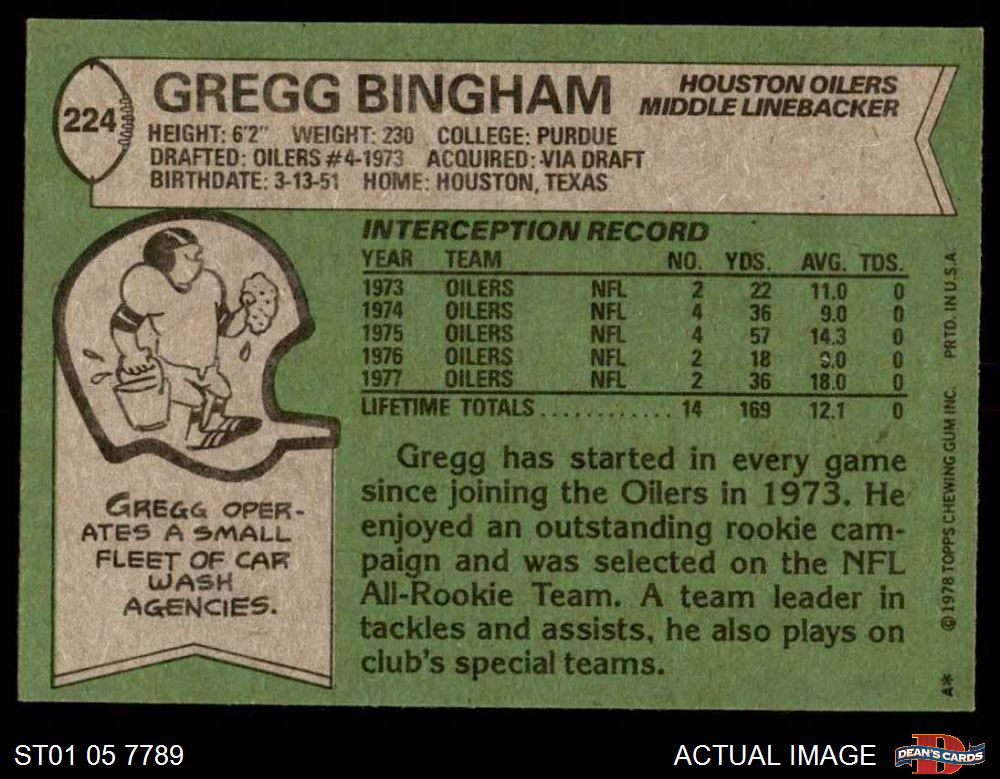 224
GREGG BINGHAM
HOUSTON OILERS
MIDDLE LINEBACKER
HEIGHT: 6'2" WEIGHT: 230 COLLEGE: PURDUE
DRAFTED: OILERS #4-1973 ACQUIRED: VIA DRAFT
BIRTHDATE: 3-13-51 HOME: HOUSTON, TEXAS
INTERCEPTION RECORD
YEAR TEAM NO. YDS. AVG. TDS.
1973 OILERS NFL 2 22 11.0 0
1974 OILERS NFL 4 36 9.0 0
1975 OILERS NFL 4 57 14.3 0
1976 OILERS NFL 2 18 9.0 0
1977 OILERS NFL 2 36 18.0 0
LIFETIME TOTALS............ 14 169 12.1 0
Gregg has started in every game
since joining the Oilers in 1973. He
enjoyed an outstanding rookie cam-
paign and was selected on the NFL
All-Rookie Team. A team leader in
tackles and assists, he also plays on
club's special teams.
GREGG OPER-
ATES A SMALL
FLEET OF CAR
WASH
AGENCIES.
A* ©1978 TOPPS CHEWING GUM INC. PRTD. IN U.S.A.
ST01 05 7789
ACTUAL IMAGE
D
DEAN'S CARDS